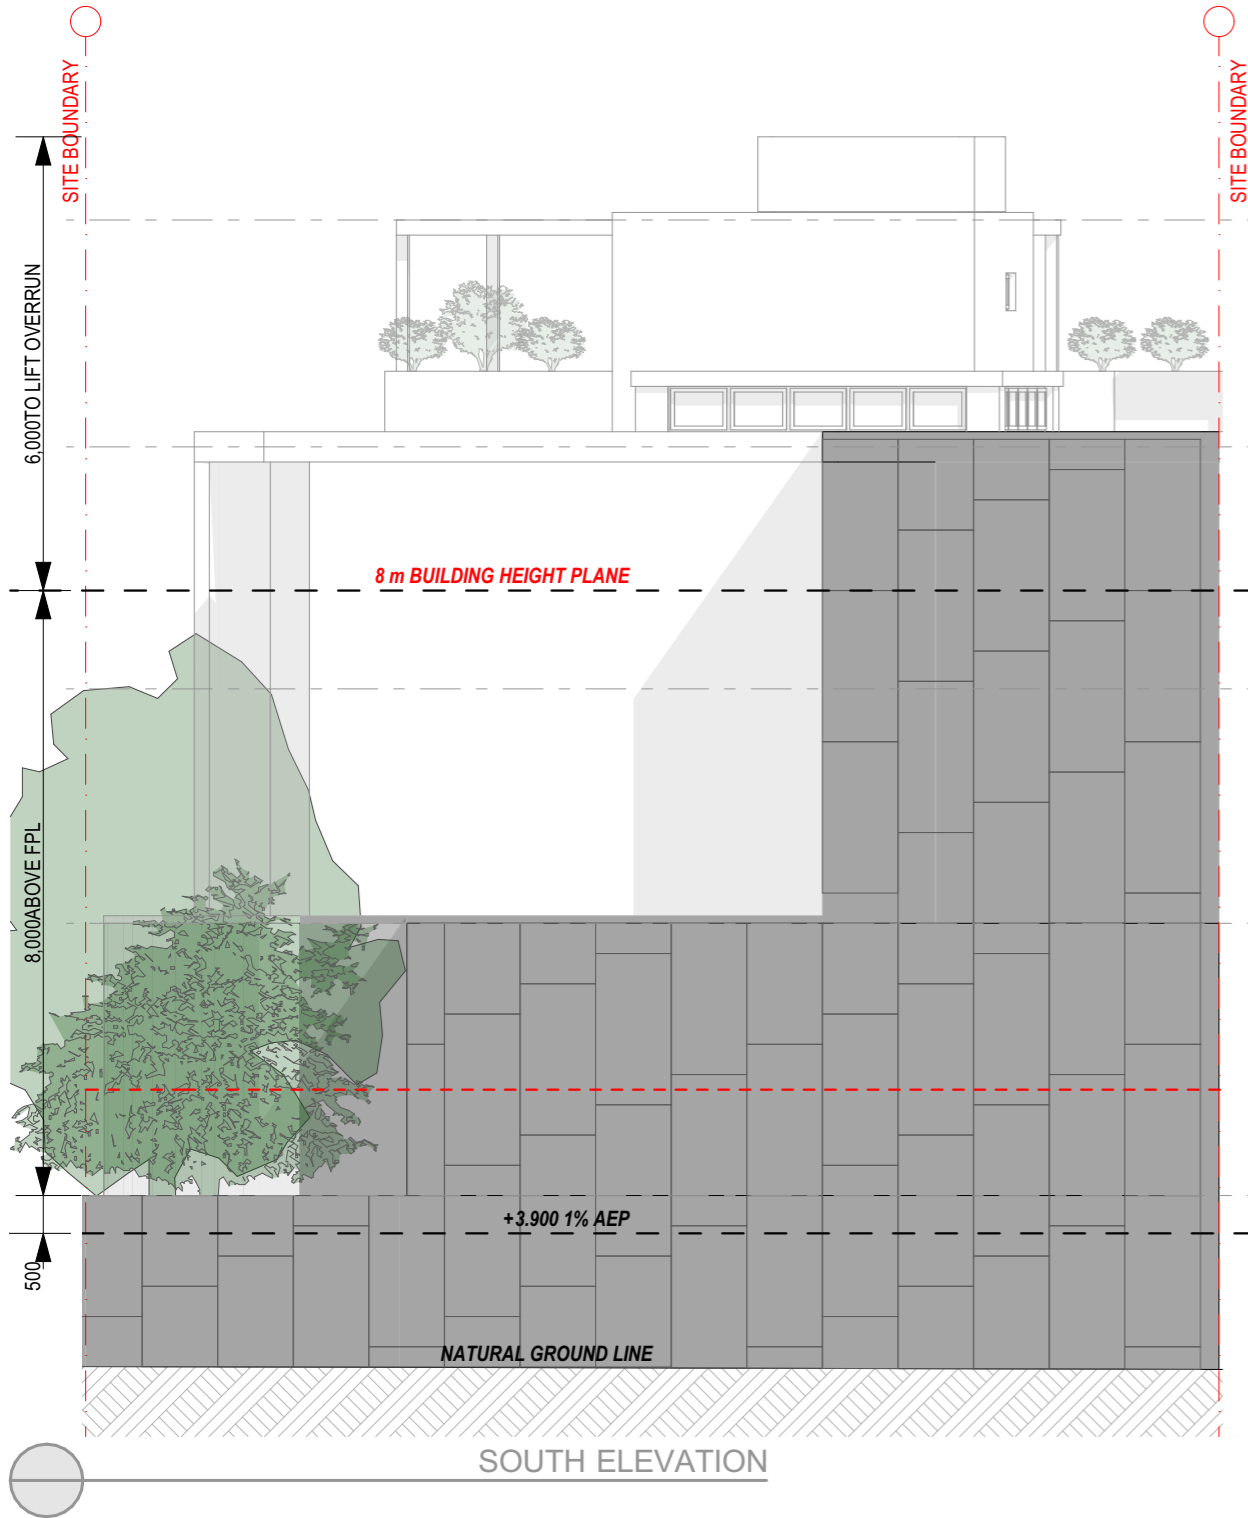 SITE BOUNDARY
SITE BOUNDARY
6,000TO LIFT OVERRUN
8 m BUILDING HEIGHT PLANE
8,000ABOVE FPL
+3.900 1% AEP
500
NATURAL GROUND LINE
SOUTH ELEVATION